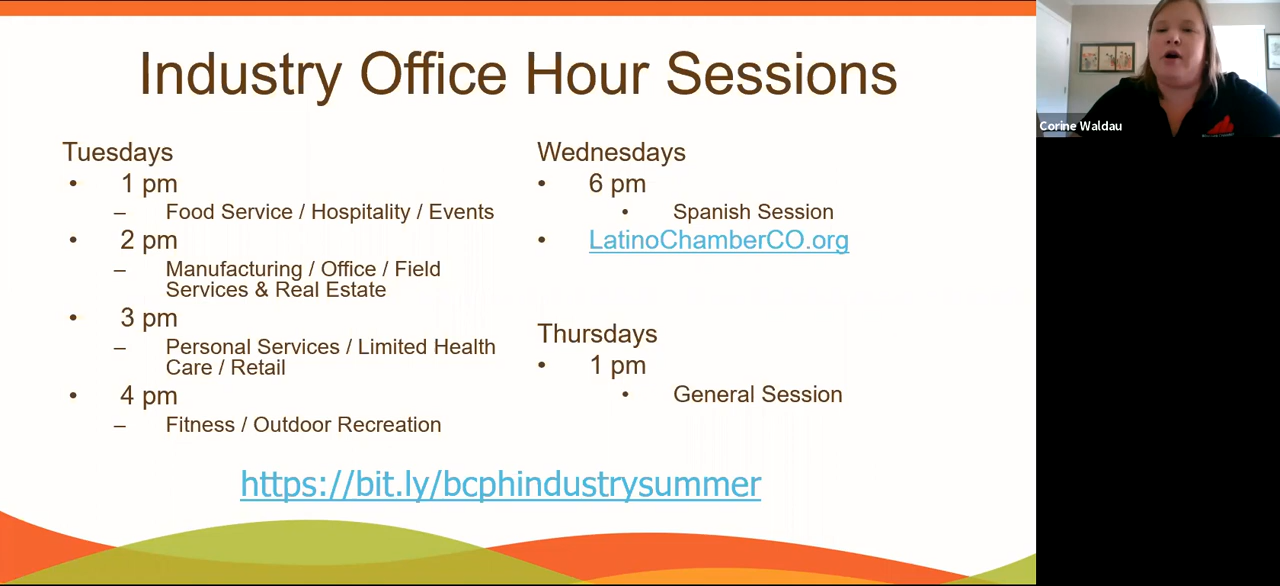 Industry Office Hour Sessions
Tuesdays
• 1 pm
– Food Service / Hospitality / Events
• 2 pm
– Manufacturing / Office / Field
Services & Real Estate
• 3 pm
– Personal Services / Limited Health
Care / Retail
• 4 pm
– Fitness / Outdoor Recreation
Wednesdays
• 6 pm
• Spanish Session
• LatinoChamberCO.org
Thursdays
• 1 pm
• General Session
https://bit.ly/bcphindustrysummer
Corine Waldau